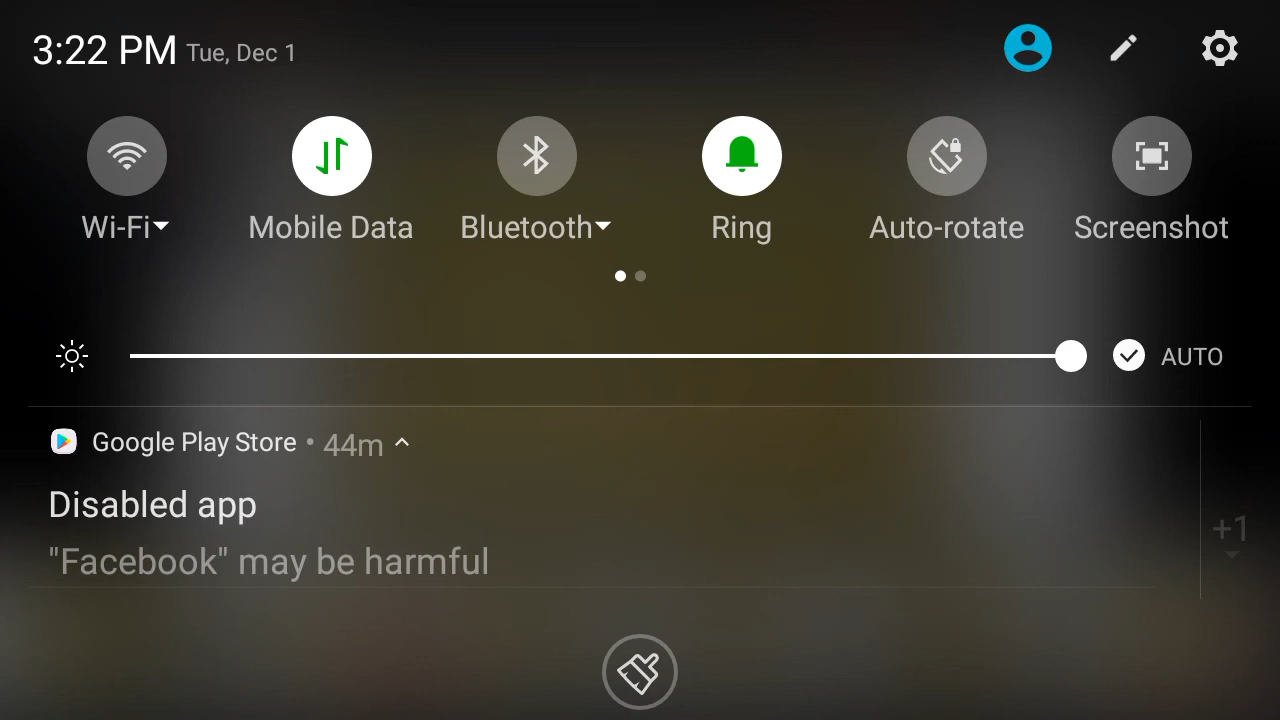 3:22 PM Tue, Dec 1
Wi-Fi Mobile Data Bluetooth Ring Auto-rotate Screenshot
AUTO
Google Play Store • 44m
Disabled app
+1
"Facebook" may be harmful